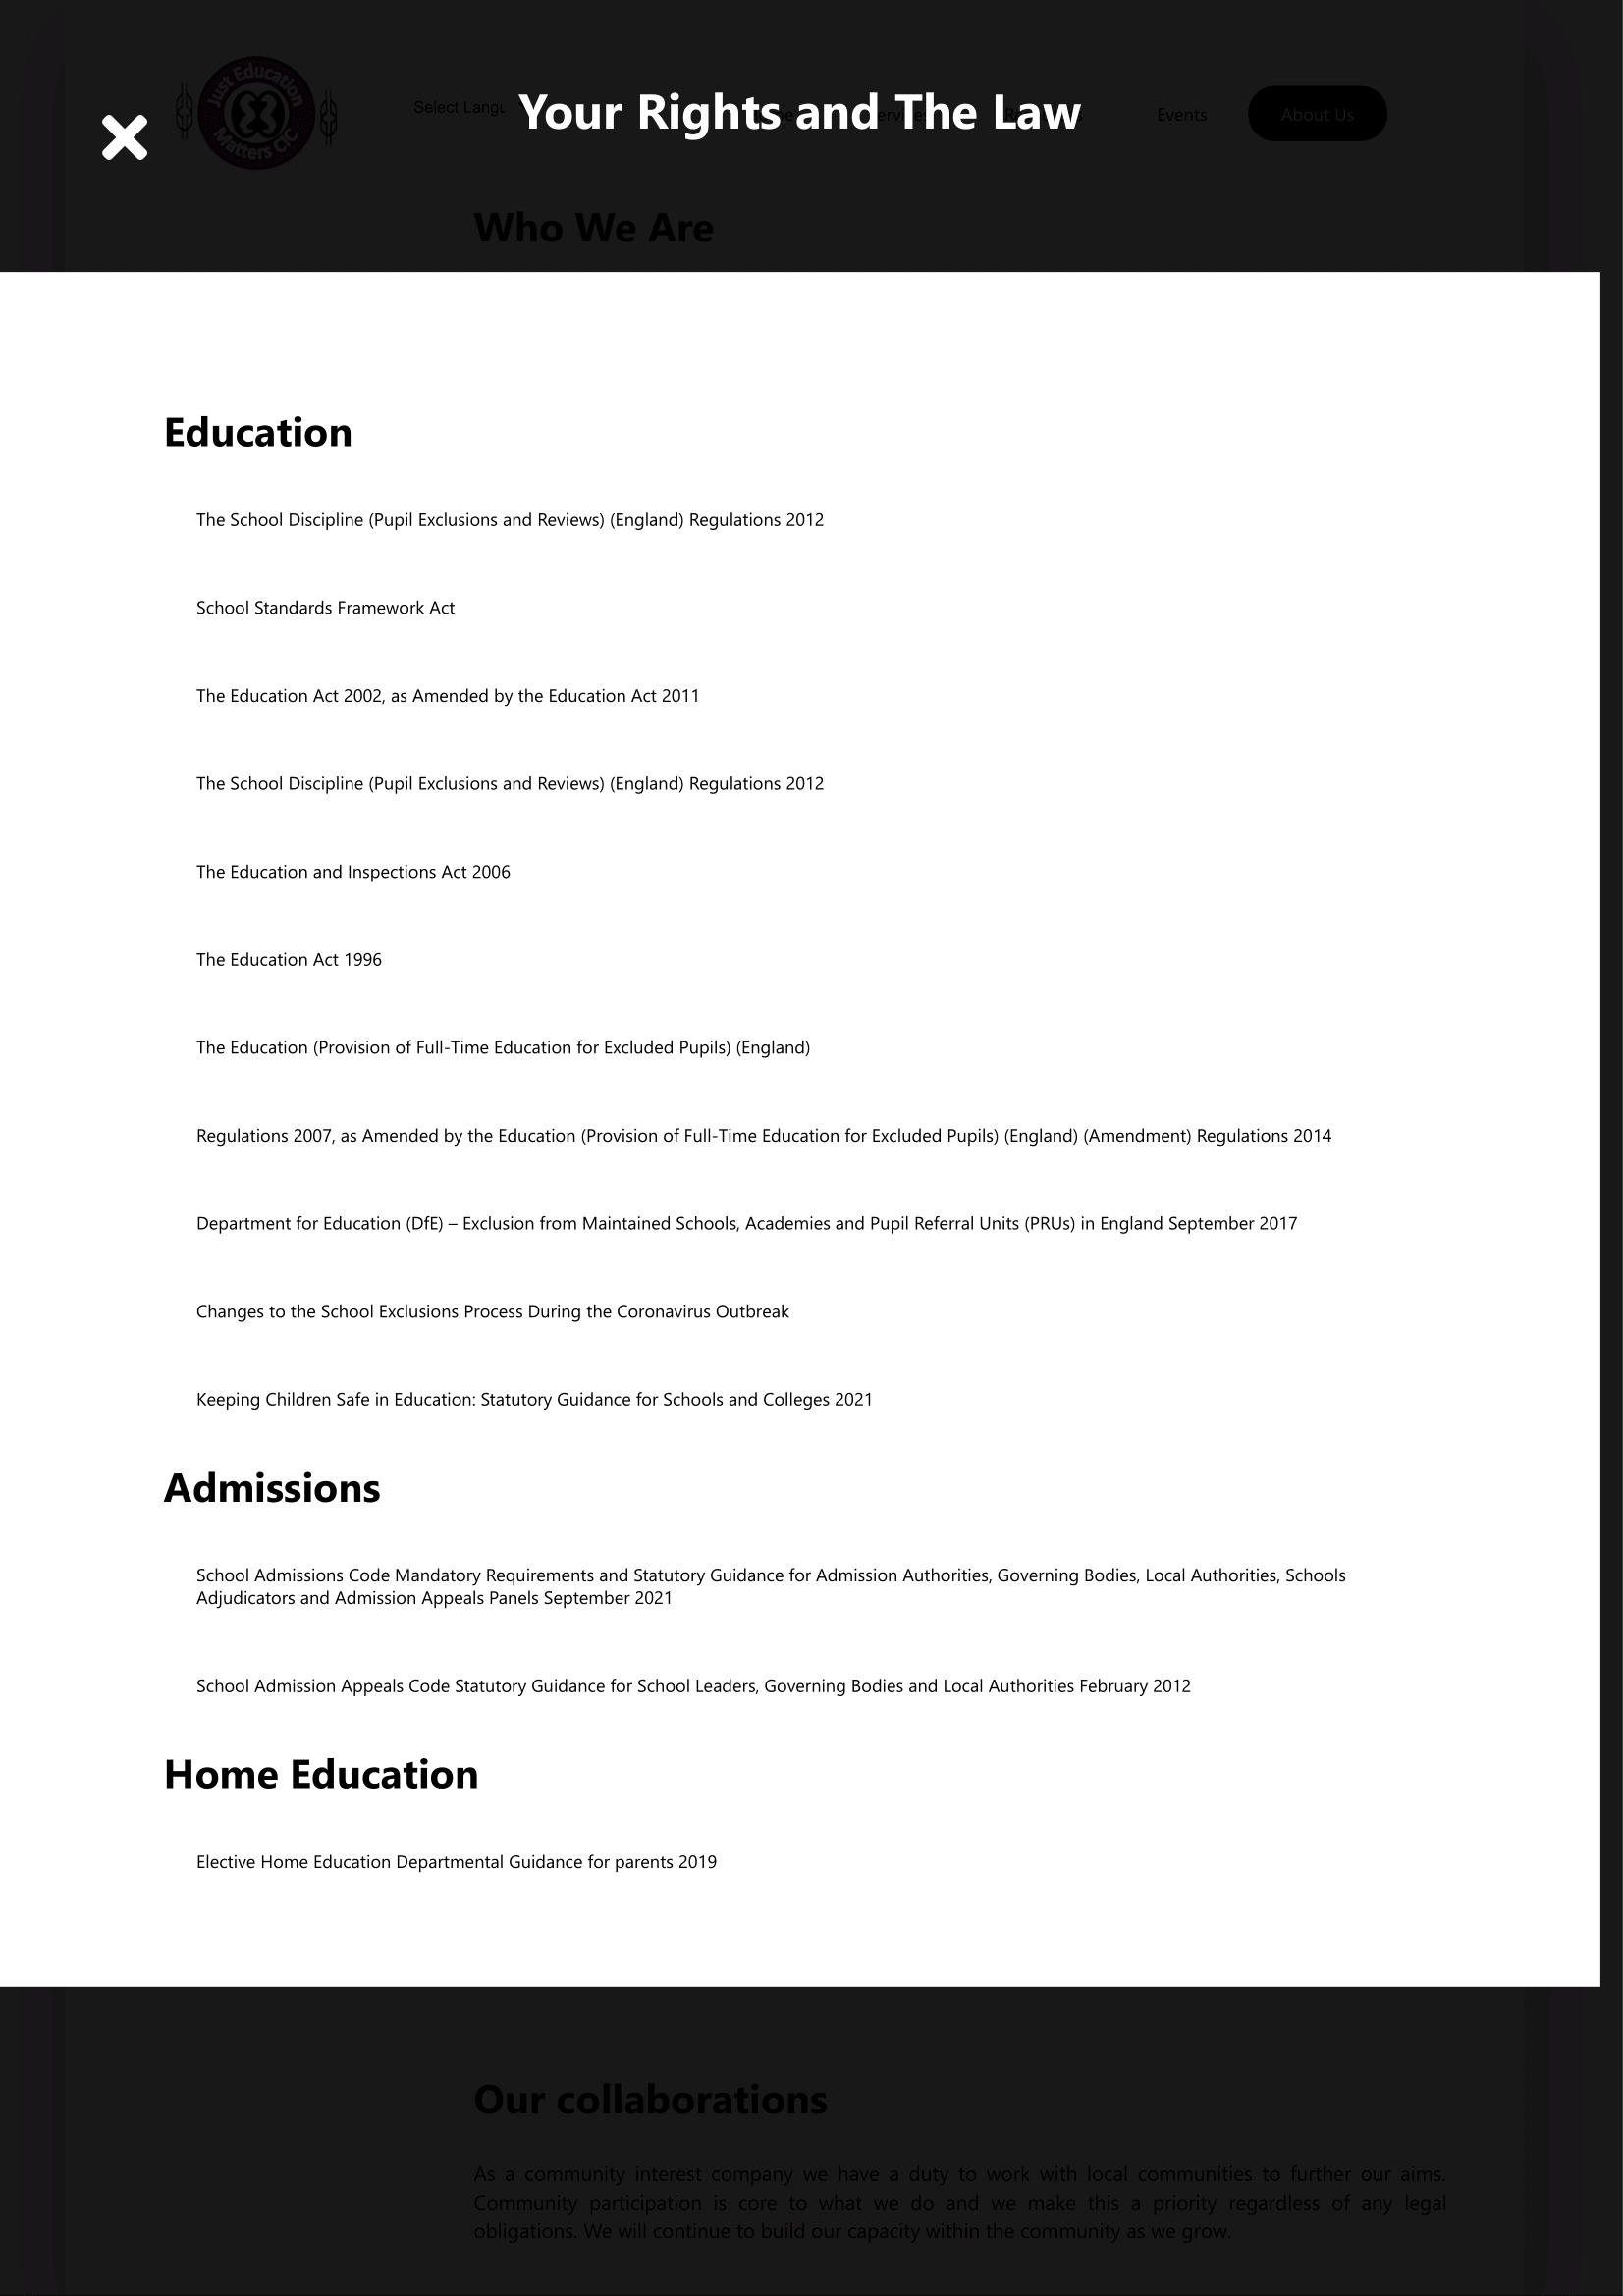 Just Education
Matters CIC
Select Langu
Your Rights and The Law
Events
About Us
Who We Are
Education
The School Discipline (Pupil Exclusions and Reviews) (England) Regulations 2012
School Standards Framework Act
The Education Act 2002, as Amended by the Education Act 2011
The School Discipline (Pupil Exclusions and Reviews) (England) Regulations 2012
The Education and Inspections Act 2006
The Education Act 1996
The Education (Provision of Full-Time Education for Excluded Pupils) (England)
Regulations 2007, as Amended by the Education (Provision of Full-Time Education for Excluded Pupils) (England) (Amendment) Regulations 2014
Department for Education (DfE) – Exclusion from Maintained Schools, Academies and Pupil Referral Units (PRUs) in England September 2017
Changes to the School Exclusions Process During the Coronavirus Outbreak
Keeping Children Safe in Education: Statutory Guidance for Schools and Colleges 2021
Admissions
School Admissions Code Mandatory Requirements and Statutory Guidance for Admission Authorities, Governing Bodies, Local Authorities, Schools
Adjudicators and Admission Appeals Panels September 2021
School Admission Appeals Code Statutory Guidance for School Leaders, Governing Bodies and Local Authorities February 2012
Home Education
Elective Home Education Departmental Guidance for parents 2019
Our collaborations
As a community interest company we have a duty to work with local communities to further our aims.
Community participation is core to what we do and we make this a priority regardless of any legal
obligations. We will continue to build our capacity within the community as we grow.